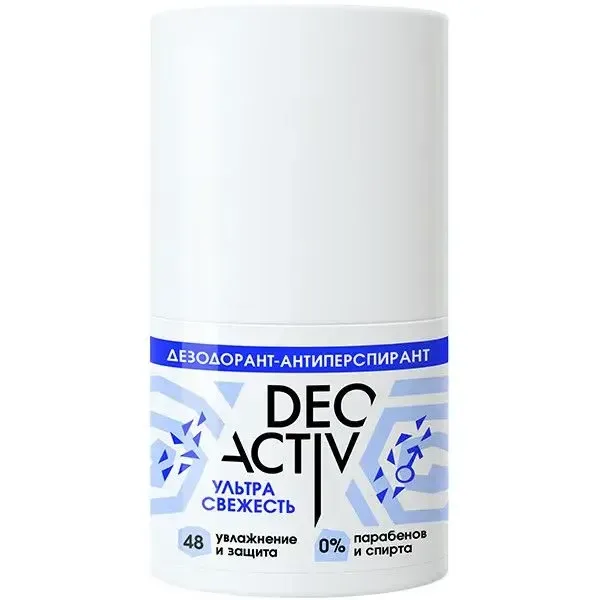 ДЕЗОДОРАНТ-АНТИПЕРСПИРАНТ
DEO
ACTIV
УЛЬТРА
СВЕЖЕСТЬ
48 увлажнение
и защита
0% парабенов
и спирта